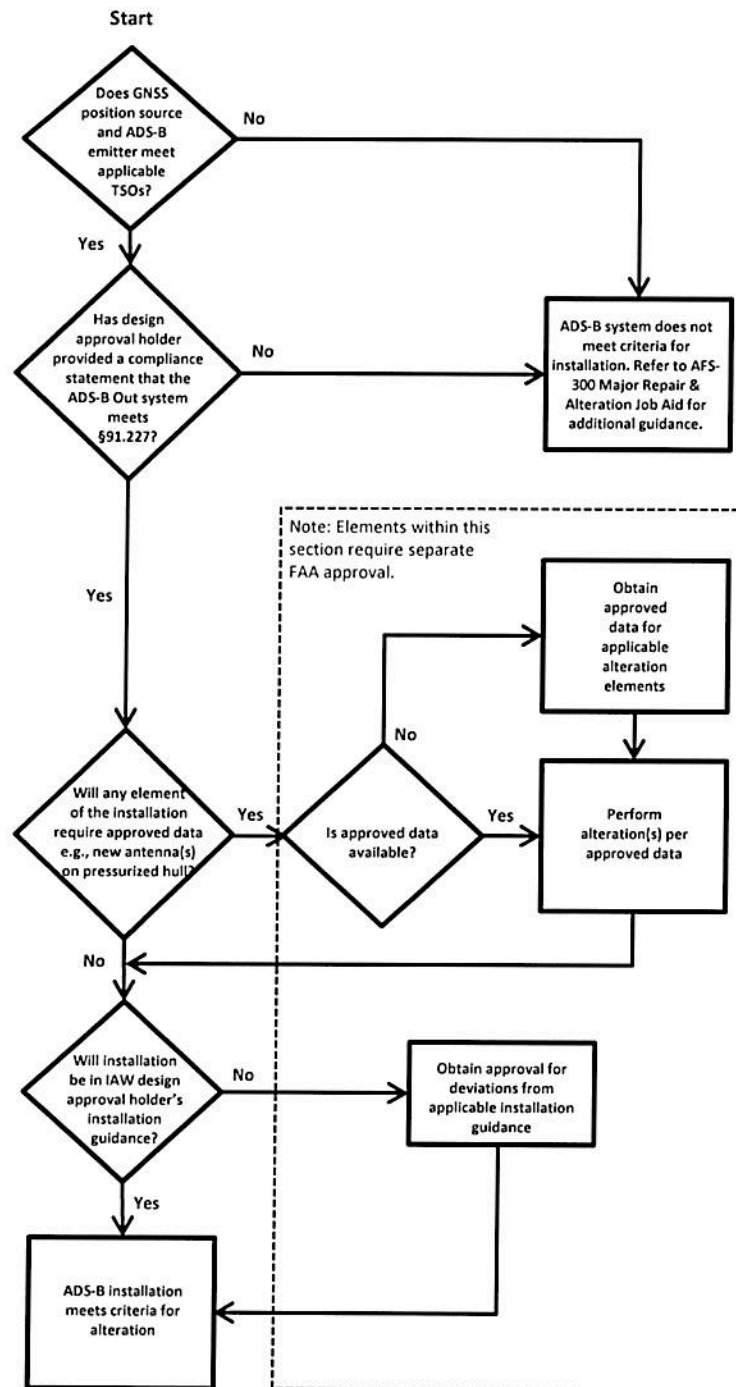 Start
Does GNSS
position source
and ADS-B
emitter meet
applicable
TSOs?
No
Yes
Has design
approval holder
provided a compliance
statement that the
ADS-B Out system
meets
§91.227?
No
ADS-B system does not
meet criteria for
installation. Refer to AFS-
300 Major Repair &
Alteration Job Aid for
additional guidance.
Yes
Note: Elements within this
section require separate
FAA approval.
Obtain
approved
data for
applicable
alteration
elements
No
Will any element
of the installation
require approved data
e.g., new antenna(s)
on pressurized hull?
Yes
Is approved data
available?
Yes
Perform
alteration(s) per
approved data
No
Will installation
be in IAW design
approval holder's
installation
guidance?
No
Obtain approval for
deviations from
applicable installation
guidance
Yes
ADS-B installation
meets criteria for
alteration